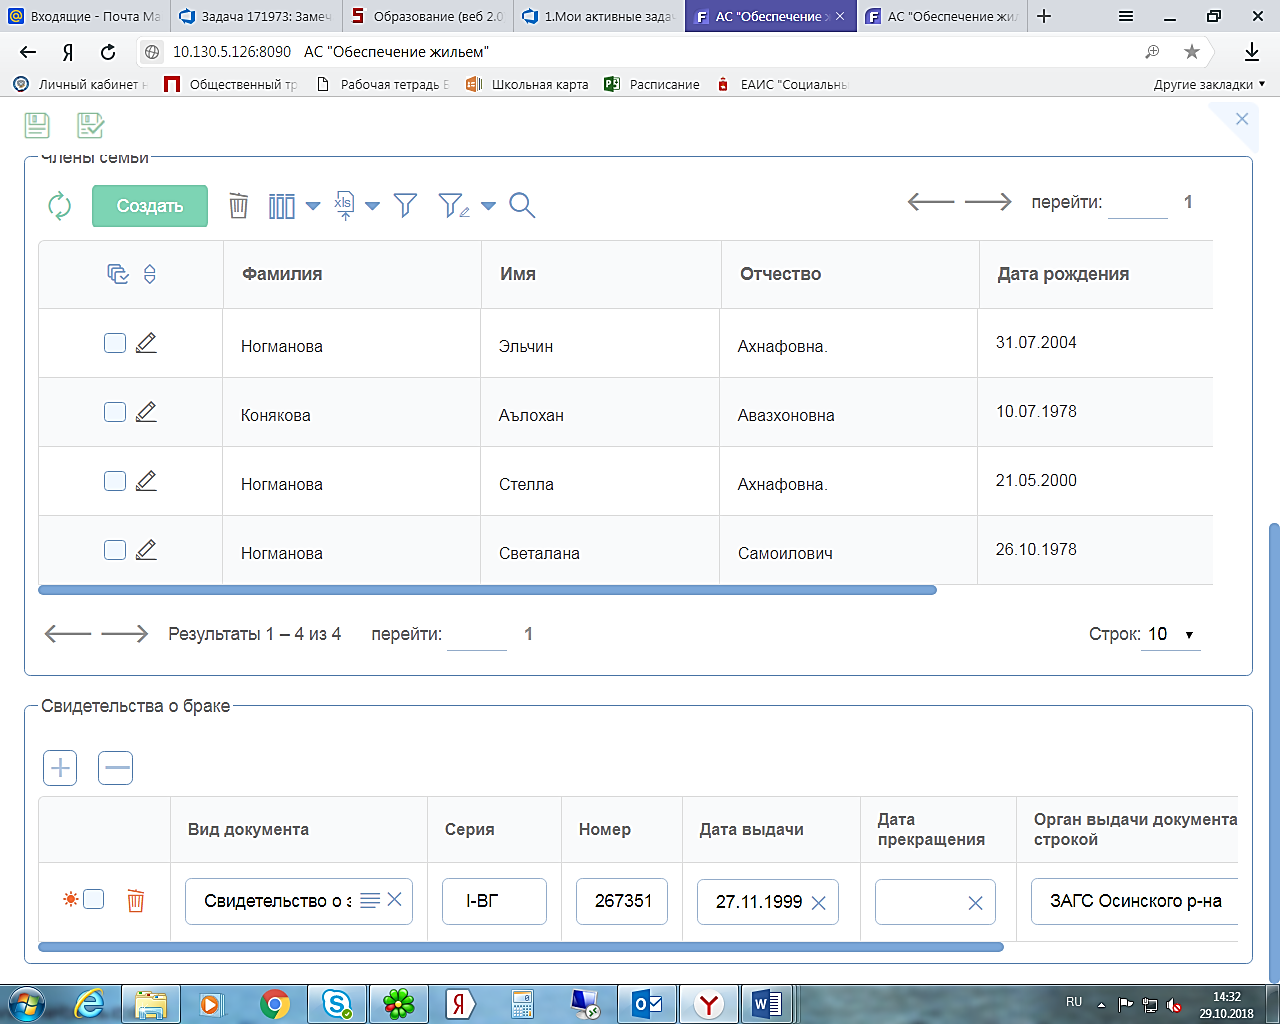 Входящие - Почта Ма
Задача 171973: Замеч
Образование (веб 2.0
1.Мои активные задач
АС "Обеспечение ж
АС "Обеспечение жил
Я 10.130.5.126:8090 АС "Обеспечение жильем"
Личный кабинет н
Общественный тр
Рабочая тетрадь Е
Школьная карта
Расписание
ЕАИС "Социальны
Другие закладки
Члены семьи
Создать
xls
перейти: 1
Фамилия Имя Отчество Дата рождения
Ногманова Эльчин Ахнафовна. 31.07.2004
Конякова Аълохан Авазхоновна 10.07.1978
Ногманова Стелла Ахнафовна. 21.05.2000
Ногманова Светалана Самоилович 26.10.1978
Результаты 1 – 4 из 4 перейти: 1 Строк: 10
Свидетельства о браке
Вид документа Серия Номер Дата выдачи Дата прекращения Орган выдачи документа строкой
Свидетельство о з I-ВГ 267351 27.11.1999 ЗАГС Осинского р-на
RU 14:32
29.10.2018